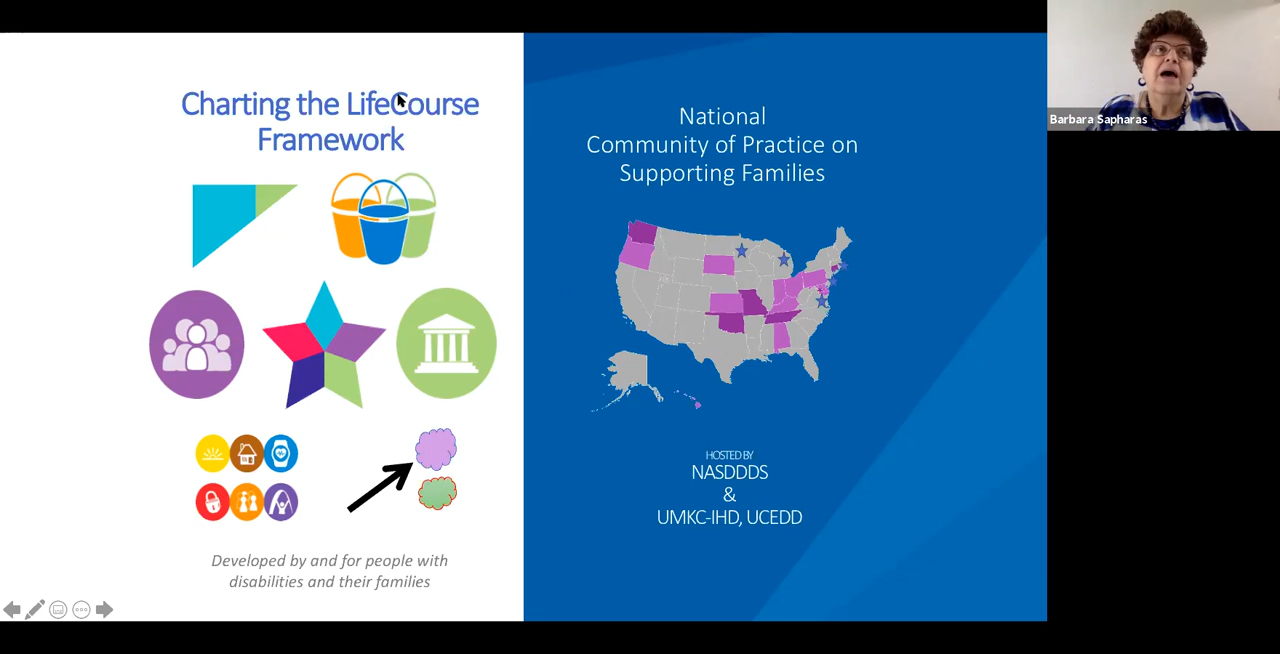 Charting the LifeCourse
Framework
Developed by and for people with
disabilities and their families
National
Community of Practice on
Supporting Families
HOSTED BY
NASDDDS
&
UMKC-IHD, UCEDD
Barbara Sapharas